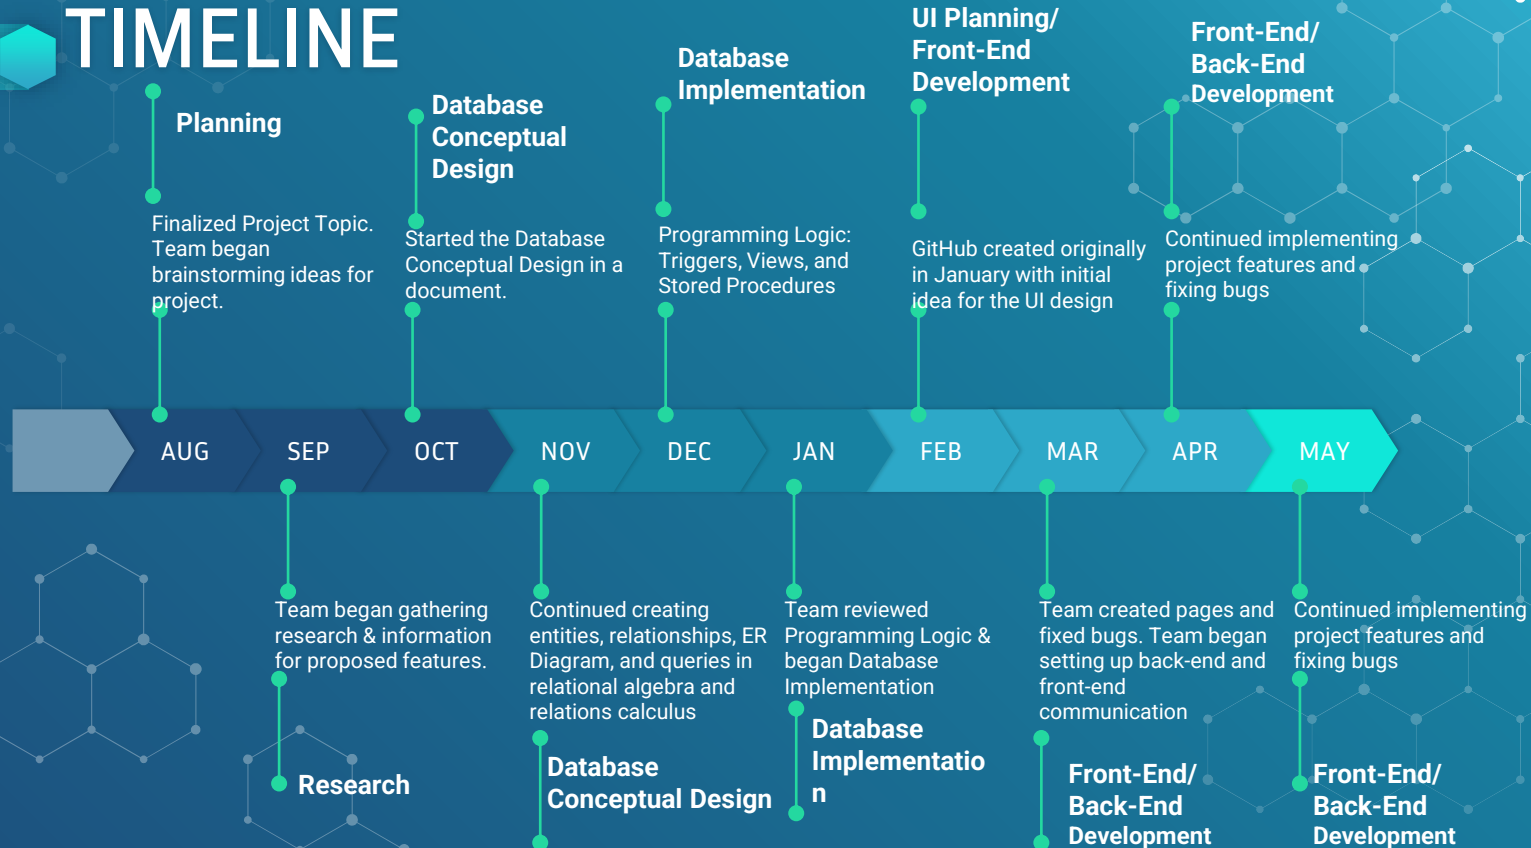 TIMELINE
Planning
Finalized Project Topic.
Team began
brainstorming ideas for
project.
Database
Conceptual
Design
Started the Database
Conceptual Design in a
document.
Database
Implementation
Programming Logic:
Triggers, Views, and
Stored Procedures
UI Planning/
Front-End
Development
GitHub created originally
in January with initial
idea for the UI design
Front-End/
Back-End
Development
Continued implementing
project features and
fixing bugs
AUG SEP OCT NOV DEC JAN FEB MAR APR MAY
Team began gathering
research & information
for proposed features.
Research
Continued creating
entities, relationships, ER
Diagram, and queries in
relational algebra and
relations calculus
Database
Conceptual Design
Team reviewed
Programming Logic &
began Database
Implementation
Database
Implementatio
n
Team created pages and
fixed bugs. Team began
setting up back-end and
front-end
communication
Front-End/
Back-End
Development
Continued implementing
project features and
fixing bugs
Front-End/
Back-End
Development